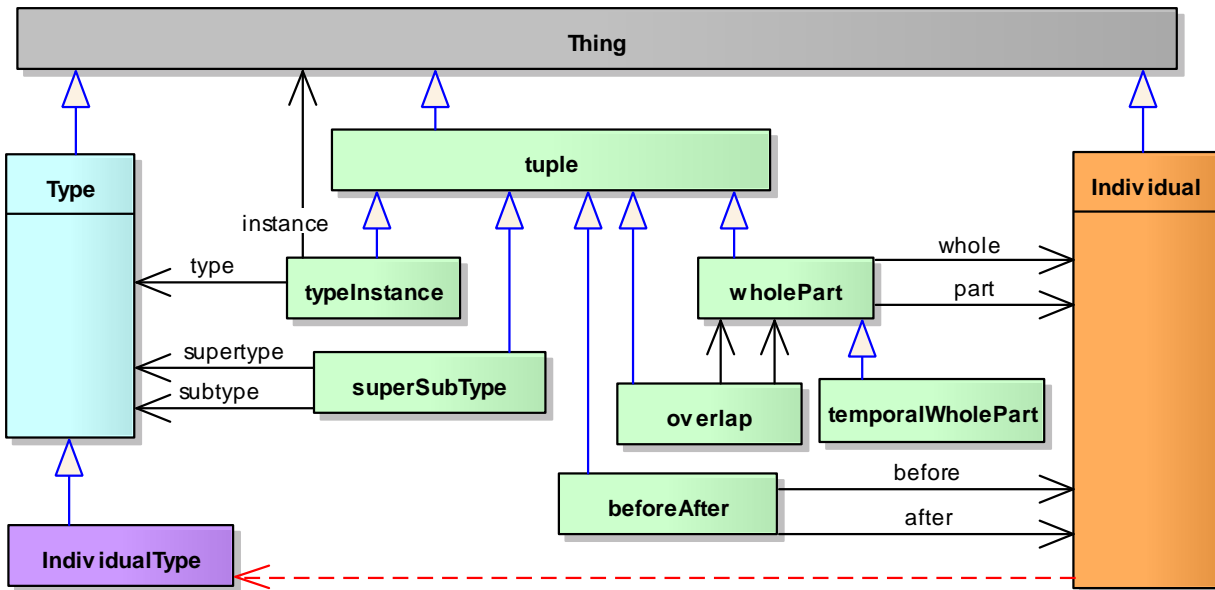 Thing
tuple
Type
Individual
instance
whole
type
typeInstance
wholePart
part
supertype
superSubType
subtype
overlap
temporalWholePart
before
beforeAfter
after
IndividualType